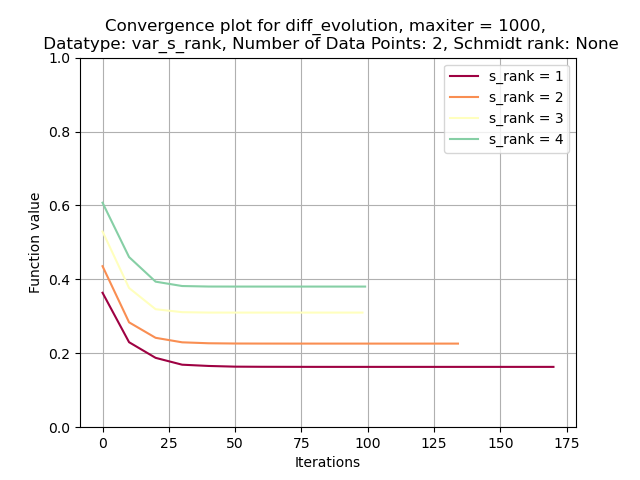 Convergence plot for diff_evolution, maxiter = 1000,
Datatype: var_s_rank, Number of Data Points: 2, Schmidt rank: None
1.0
0.8
0.6
0.4
0.2
0.0
Function value
s_rank = 1
s_rank = 2
s_rank = 3
s_rank = 4
0 25 50 75 100 125 150 175
Iterations